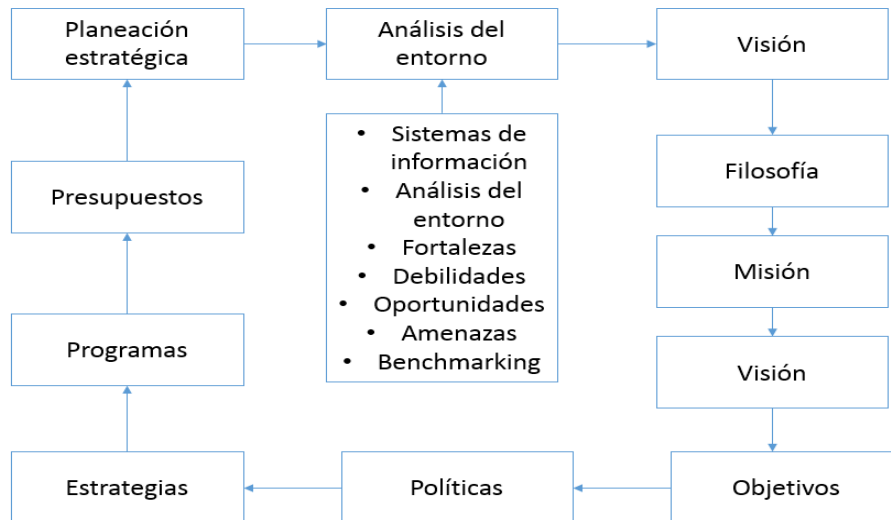 Planeación
estratégica
Análisis del
entorno
Visión
• Sistemas de
información
• Análisis del
entorno
• Fortalezas
• Debilidades
• Oportunidades
• Amenazas
• Benchmarking
Filosofía
Presupuestos
Misión
Programas
Visión
Estrategias
Políticas
Objetivos